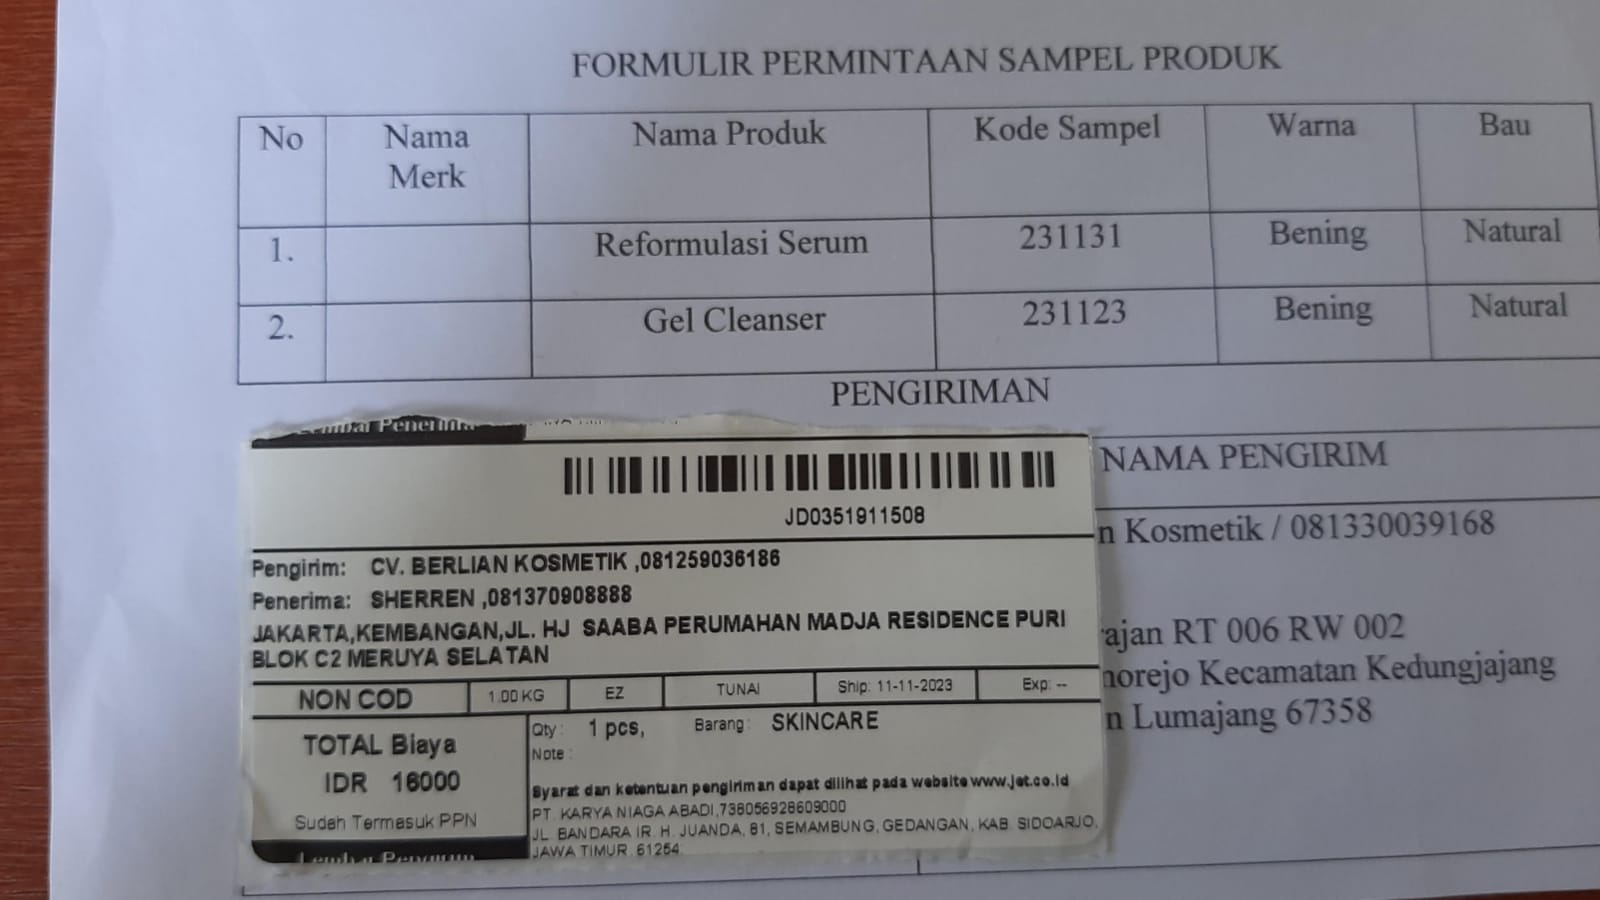 FORMULIR PERMINTAAN SAMPEL PRODUK
No Nama Merk Nama Produk Kode Sampel Warna Bau
1. Reformulasi Serum 231131 Bening Natural
2. Gel Cleanser 231123 Bening Natural
PENGIRIMAN
NAMA PENGIRIM
n Kosmetik / 081330039168
ajan RT 006 RW 002
norejo Kecamatan Kedungjajang
n Lumajang 67358
JD0351911508
Pengirim: CV. BERLIAN KOSMETIK ,081259036186
Penerima: SHERREN ,081370908888
JAKARTA,KEMBANGAN,JL. HJ SAABA PERUMAHAN MADJA RESIDENCE PURI
BLOK C2 MERUYA SELATAN
NON COD 1.00 KG EZ TUNAI Ship: 11-11-2023 Exp: --
TOTAL Biaya
IDR 16000
Sudah Termasuk PPN
Qty : 1 pcs, Barang : SKINCARE
Note :
Syarat dan ketentuan pengiriman dapat dilihat pada website www.jet.co.id
PT. KARYA NIAGA ABADI,738056928609000
JL. BANDARA IR. H. JUANDA, 81, SEMAMBUNG, GEDANGAN, KAB. SIDOARJO,
JAWA TIMUR. 61254